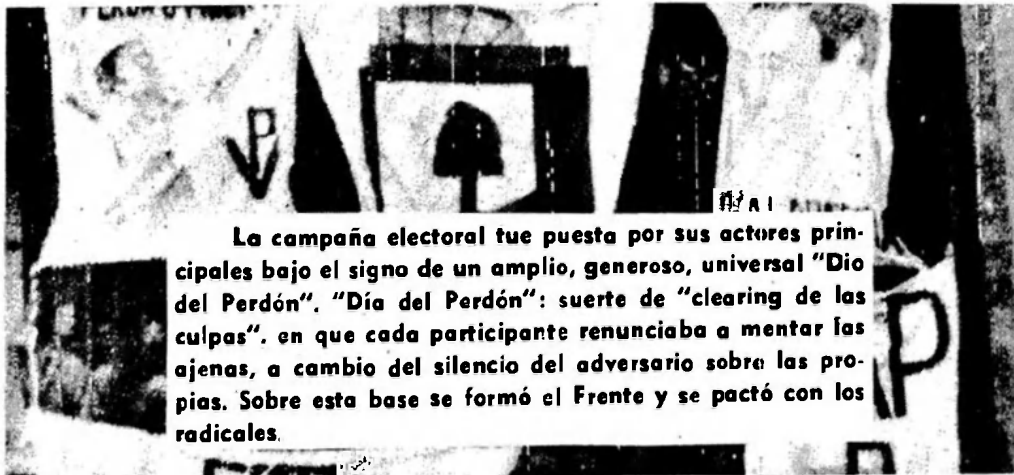 P
La campaña electoral tue puesta por sus actores prin-
cipales bajo el signo de un amplio, generoso, universal "Dio
del Perdón". "Día del Perdón": suerte de "clearing de las
culpas". en que cada participante renunciaba a mentar las
ajenas, a cambio del silencio del adversario sobre las pro-
pias. Sobre esta base se formó el Frente y se pactó con los
radicales.
P